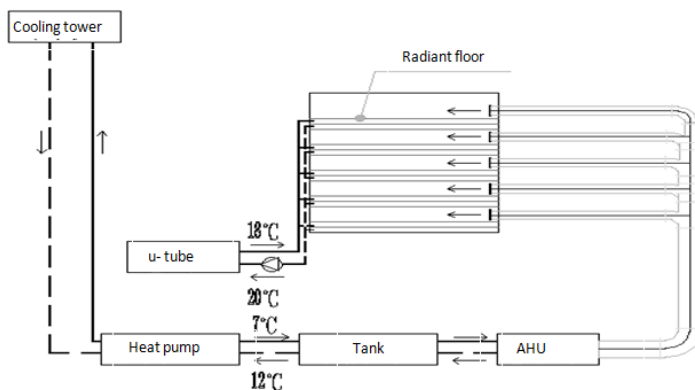 Cooling tower
Radiant floor
18°C
u- tube
20°C
7°C
Heat pump
Tank
AHU
12°C